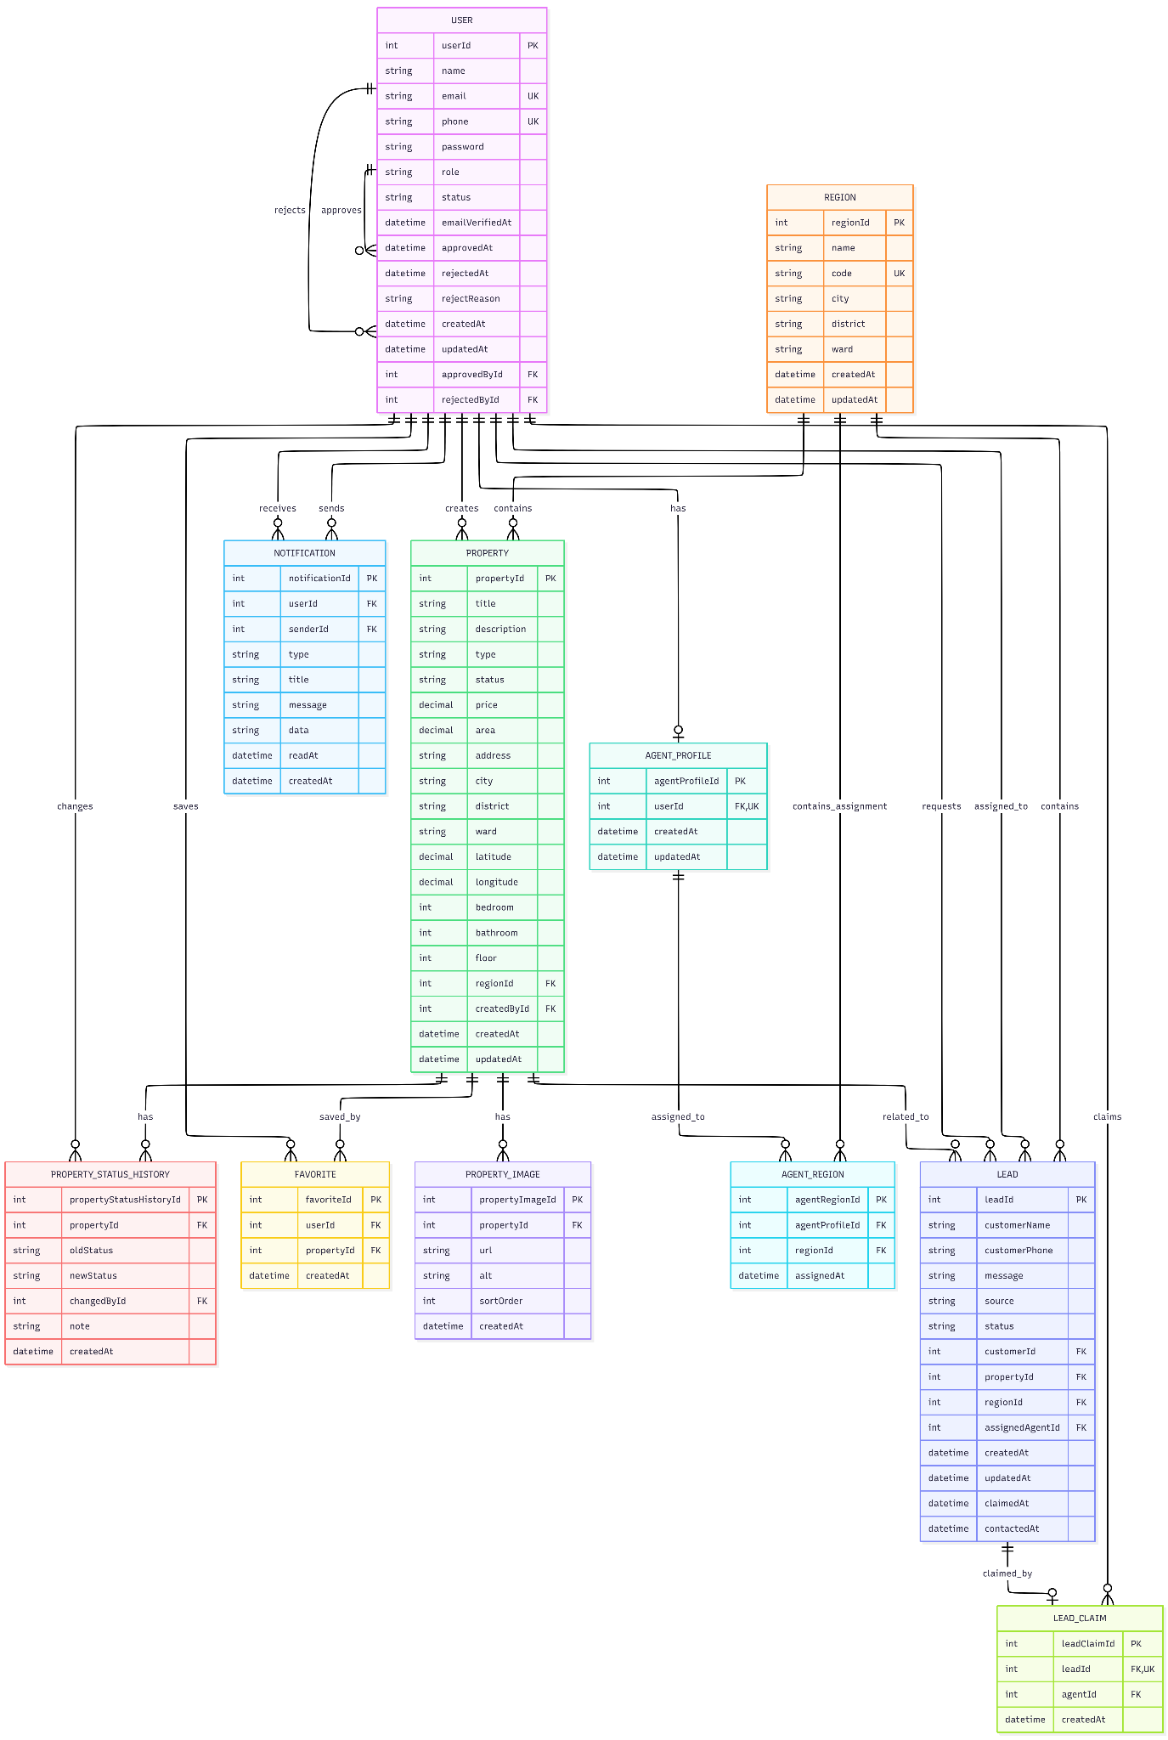 USER
int userId PK
string name
string email UK
string phone UK
string password
string role
string status
datetime emailVerifiedAt
datetime approvedAt
datetime rejectedAt
string rejectReason
datetime createdAt
datetime updatedAt
int approvedById FK
int rejectedById FK
rejects
approves
REGION
int regionId PK
string name
string code UK
string city
string district
string ward
datetime createdAt
datetime updatedAt
receives
sends
creates
contains
has
NOTIFICATION
int notificationId PK
int userId FK
int senderId FK
string type
string title
string message
string data
datetime readAt
datetime createdAt
PROPERTY
int propertyId PK
string title
string description
string type
string status
decimal price
decimal area
string address
string city
string district
string ward
decimal latitude
decimal longitude
int bedroom
int bathroom
int floor
int regionId FK
int createdById FK
datetime createdAt
datetime updatedAt
AGENT_PROFILE
int agentProfileId PK
int userId FK,UK
datetime createdAt
datetime updatedAt
changes
saves
contains_assignment
requests
assigned_to
contains
has
saved_by
has
assigned_to
related_to
claims
PROPERTY_STATUS_HISTORY
int propertyStatusHistoryId PK
int propertyId FK
string oldStatus
string newStatus
int changedById FK
string note
datetime createdAt
FAVORITE
int favoriteId PK
int userId FK
int propertyId FK
datetime createdAt
PROPERTY_IMAGE
int propertyImageId PK
int propertyId FK
string url
string alt
int sortOrder
datetime createdAt
AGENT_REGION
int agentRegionId PK
int agentProfileId FK
int regionId FK
datetime assignedAt
LEAD
int leadId PK
string customerName
string customerPhone
string message
string source
string status
int customerId FK
int propertyId FK
int regionId FK
int assignedAgentId FK
datetime createdAt
datetime updatedAt
datetime claimedAt
datetime contactedAt
claimed_by
LEAD_CLAIM
int leadClaimId PK
int leadId FK,UK
int agentId FK
datetime createdAt